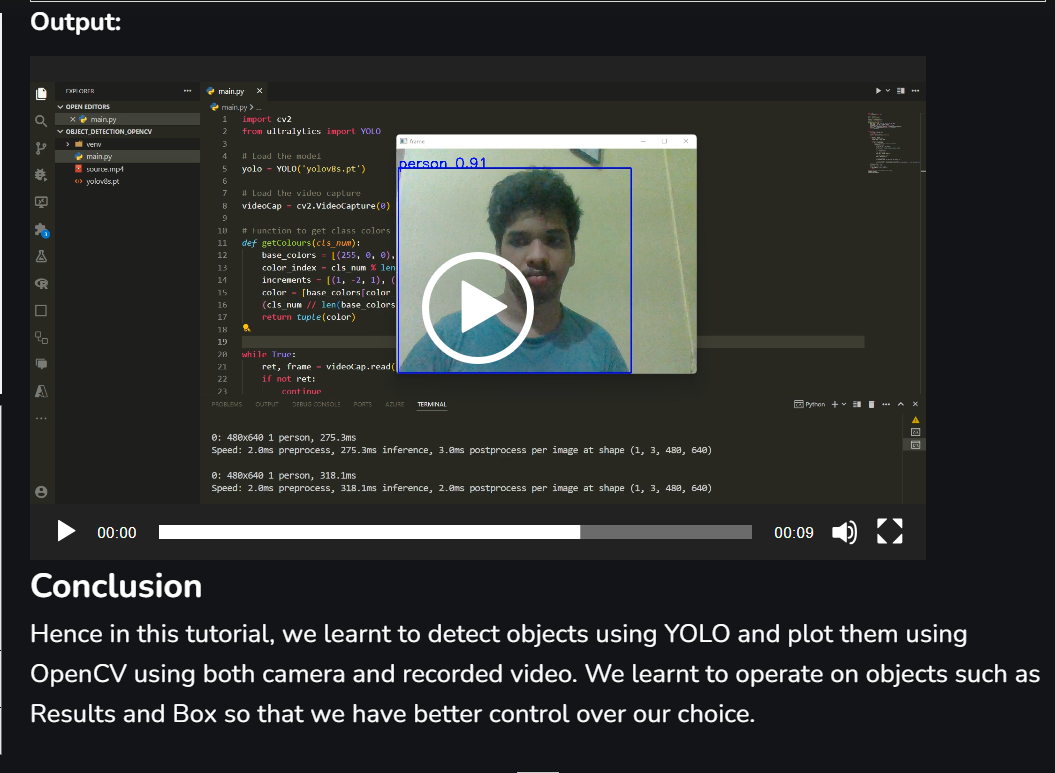 Output:
EXPLORER
OPEN EDITORS
main.py
OBJECT_DETECTION_OPENCV
venv
main.py
source.mp4
yolov8s.pt
main.py
main.py > ...
1 import cv2
2 from ultralytics import YOLO
3
4 # Load the model
5 yolo = YOLO('yolov8s.pt')
6
7 # Load the video capture
8 videoCap = cv2.VideoCapture(0)
9
10 # Function to get class colors
11 def getColours(cls_num):
12 base_colors = [(255, 0, 0),
13 color_index = cls_num % len
14 increments = [(1, -2, 1), (
15 color = [base_colors[color
16 (cls_num // len(base_colors
17 return tuple(color)
18
19
20 while True:
21 ret, frame = videoCap.read(
22 if not ret:
23 continue
frame
person 0.91
PROBLEMS OUTPUT DEBUG CONSOLE PORTS AZURE TERMINAL
Python
0: 480x640 1 person, 275.3ms
Speed: 2.0ms preprocess, 275.3ms inference, 3.0ms postprocess per image at shape (1, 3, 480, 640)
0: 480x640 1 person, 318.1ms
Speed: 2.0ms preprocess, 318.1ms inference, 2.0ms postprocess per image at shape (1, 3, 480, 640)
00:00
00:09
Conclusion
Hence in this tutorial, we learnt to detect objects using YOLO and plot them using
OpenCV using both camera and recorded video. We learnt to operate on objects such as
Results and Box so that we have better control over our choice.